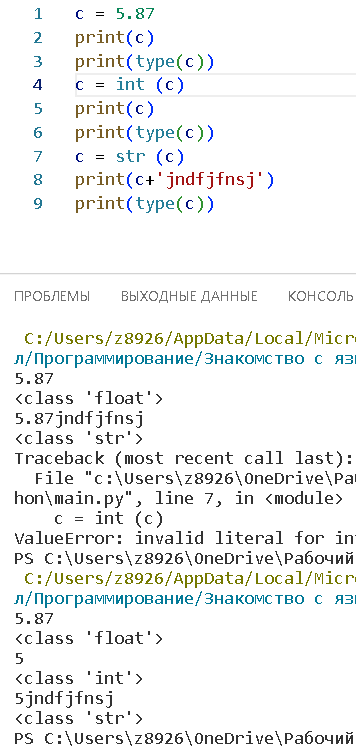 1 c = 5.87
2 print(c)
3 print(type(c))
4 c = int (c)
5 print(c)
6 print(type(c))
7 c = str (c)
8 print(c+'jndfjfnsj')
9 print(type(c))
ПРОБЛЕМЫ ВЫХОДНЫЕ ДАННЫЕ КОНСОЛЬ
C:/Users/z8926/AppData/Local/Micr
л/Программирование/Знакомство с яз
5.87
<class 'float'>
5.87jndfjfnsj
<class 'str'>
Traceback (most recent call last):
File "c:\Users\z8926\OneDrive\Ра
hon\main.py", line 7, in <module>
c = int (c)
ValueError: invalid literal for in
PS C:\Users\z8926\OneDrive\Рабочий
C:/Users/z8926/AppData/Local/Micr
л/Программирование/Знакомство с яз
5.87
<class 'float'>
5
<class 'int'>
5jndfjfnsj
<class 'str'>
PS C:\Users\z8926\OneDrive\Рабочий